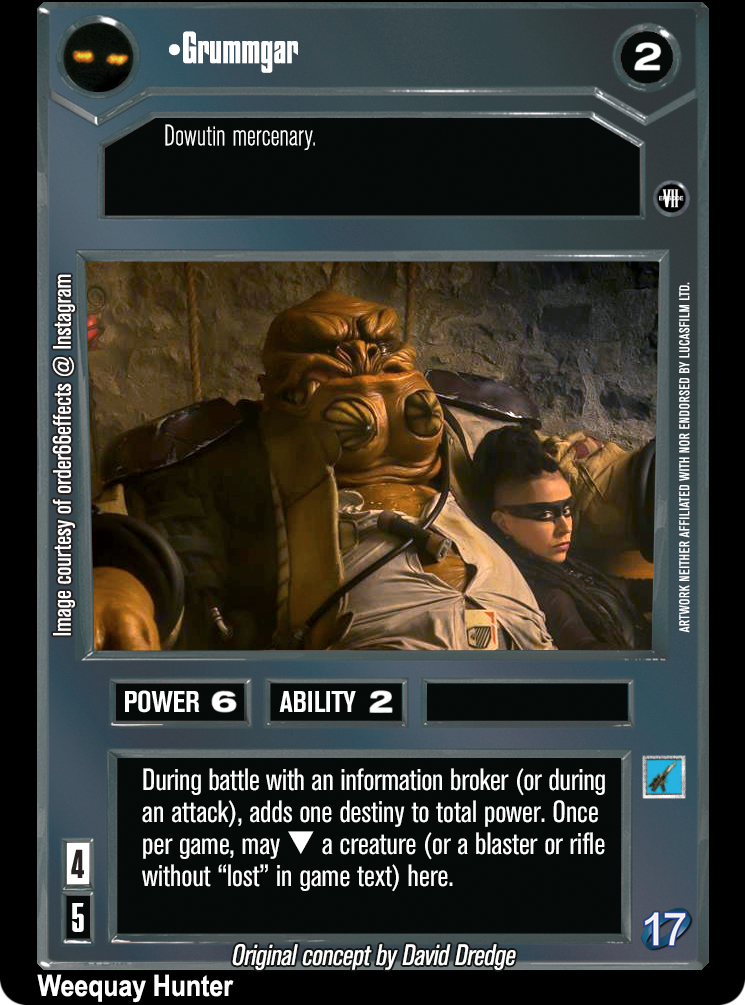 •Grummgar
2
Dowutin mercenary.
EPISODE VII
Image courtesy of order66effects @ Instagram
ARTWORK NEITHER AFFILIATED WITH NOR ENDORSED BY LUCASFILM LTD.
POWER 6
ABILITY 2
During battle with an information broker (or during
an attack), adds one destiny to total power. Once
per game, may ▼ a creature (or a blaster or rifle
without “lost” in game text) here.
4
5
17
Original concept by David Dredge
Weequay Hunter